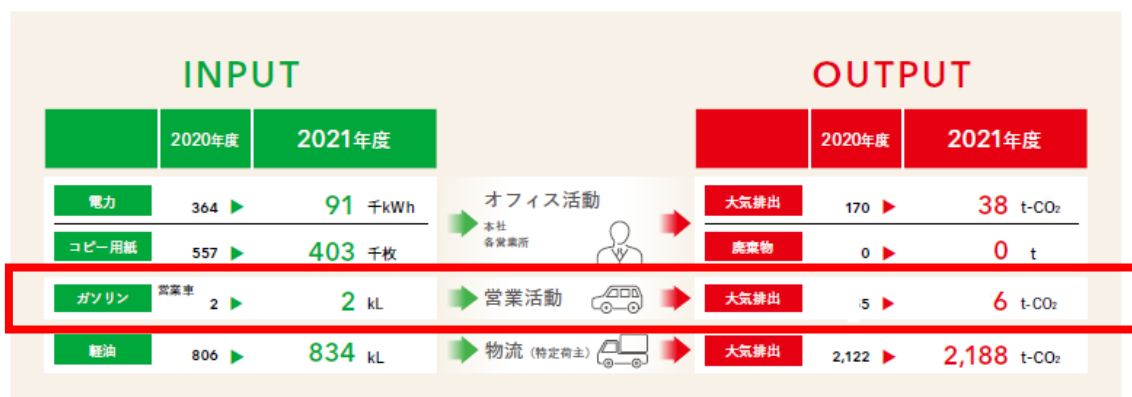 INPUT OUTPUT
2020年度 2021年度 2020年度 2021年度
電力 364 ▶ 91 千kWh オフィス活動 本社 各営業所 大気排出 170 ▶ 38 t-CO₂
コピー用紙 557 ▶ 403 千枚 廃棄物 0 ▶ 0 t
ガソリン 営業車 2 ▶ 2 kL 営業活動 大気排出 5 ▶ 6 t-CO₂
軽油 806 ▶ 834 kL 物流 (特定荷主) 大気排出 2,122 ▶ 2,188 t-CO₂